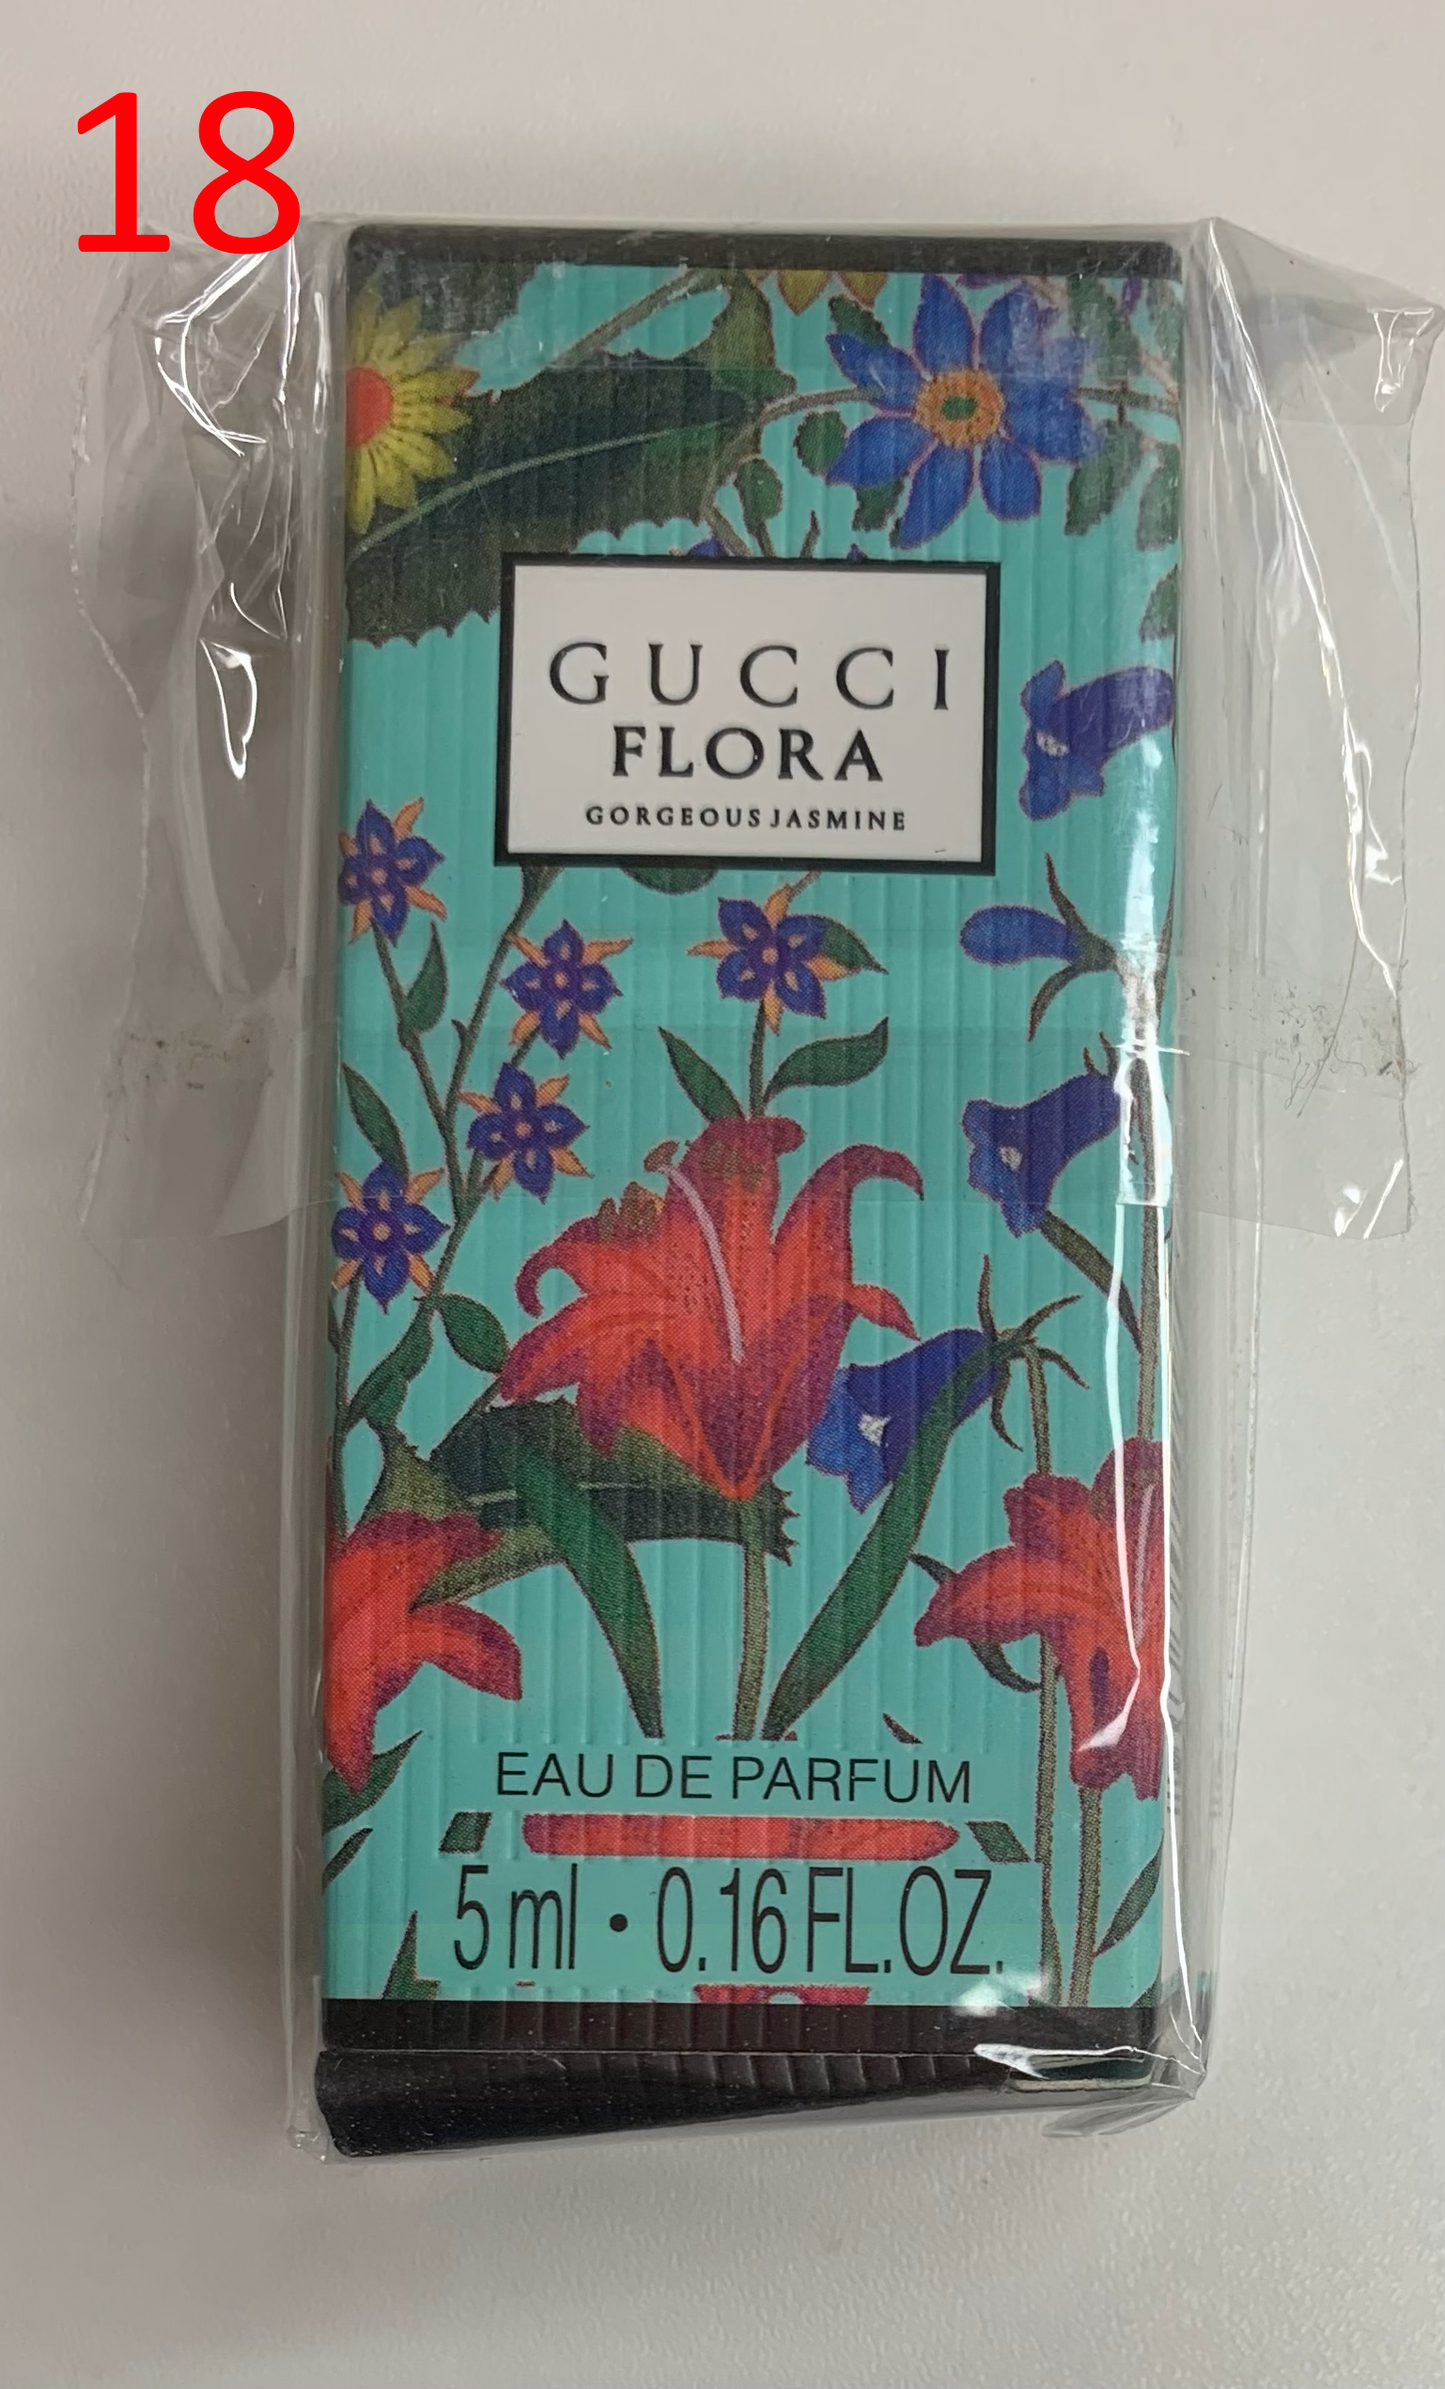 18
GUCCI
FLORA
GORGEOUS JASMINE
EAU DE PARFUM
5 ml • 0.16 FL.OZ.